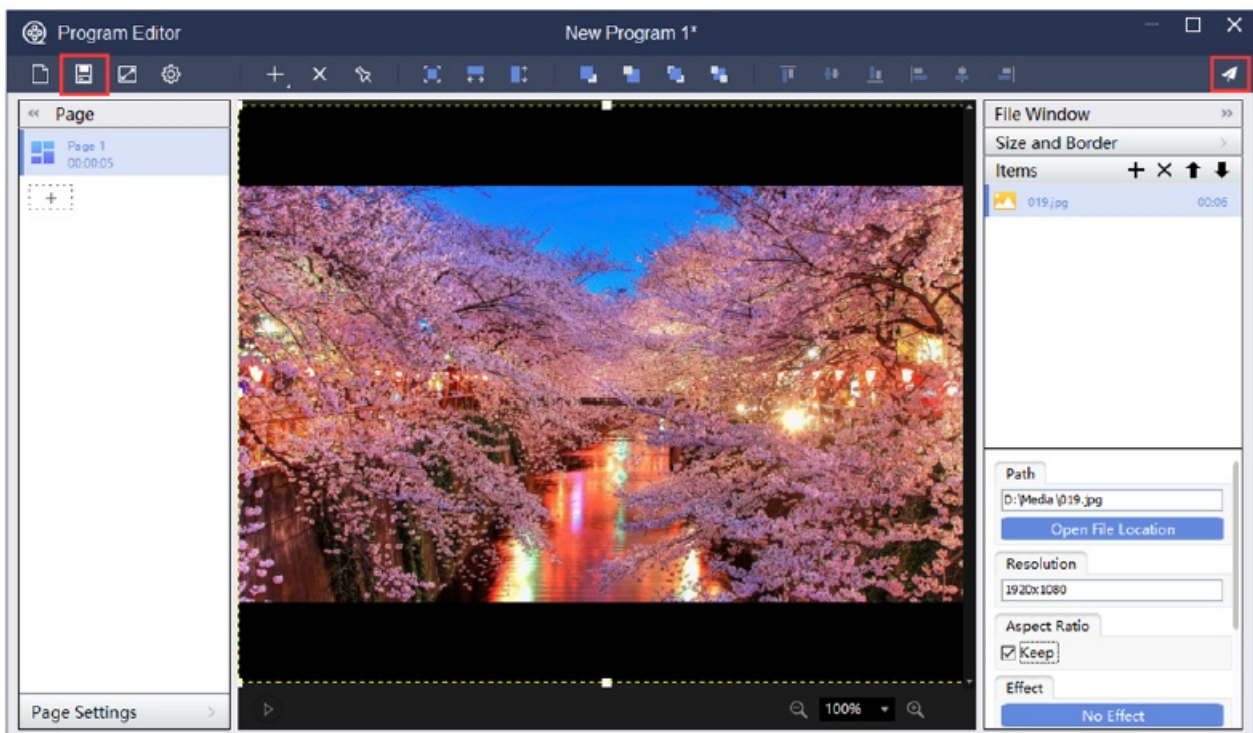 Program Editor
New Program 1*
Page
Page 1
00:00:05
Page Settings
100%
File Window
Size and Border
Items
019.jpg 00:06
Path
D:\Media \019.jpg
Open File Location
Resolution
1920x1080
Aspect Ratio
Keep
Effect
No Effect